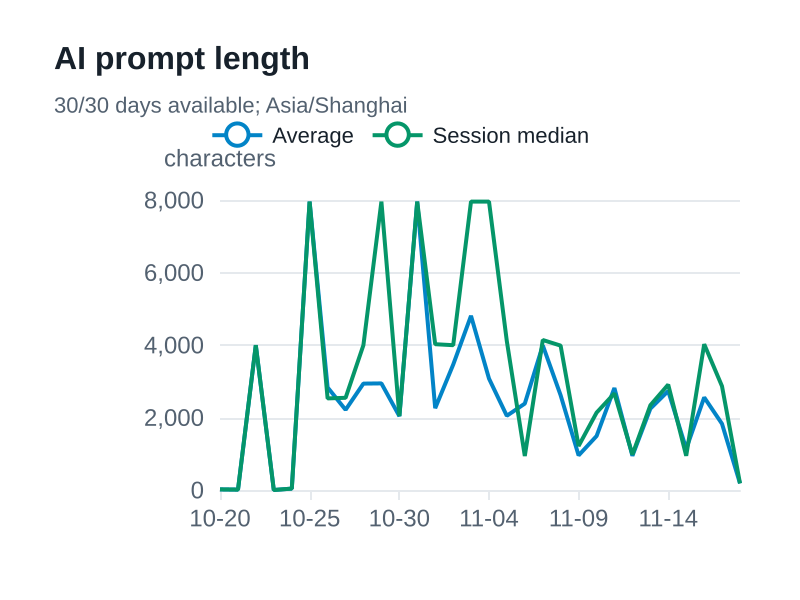 AI prompt length
30/30 days available; Asia/Shanghai
Average Session median
characters
8,000
6,000
4,000
2,000
0
10-20 10-25 10-30 11-04 11-09 11-14